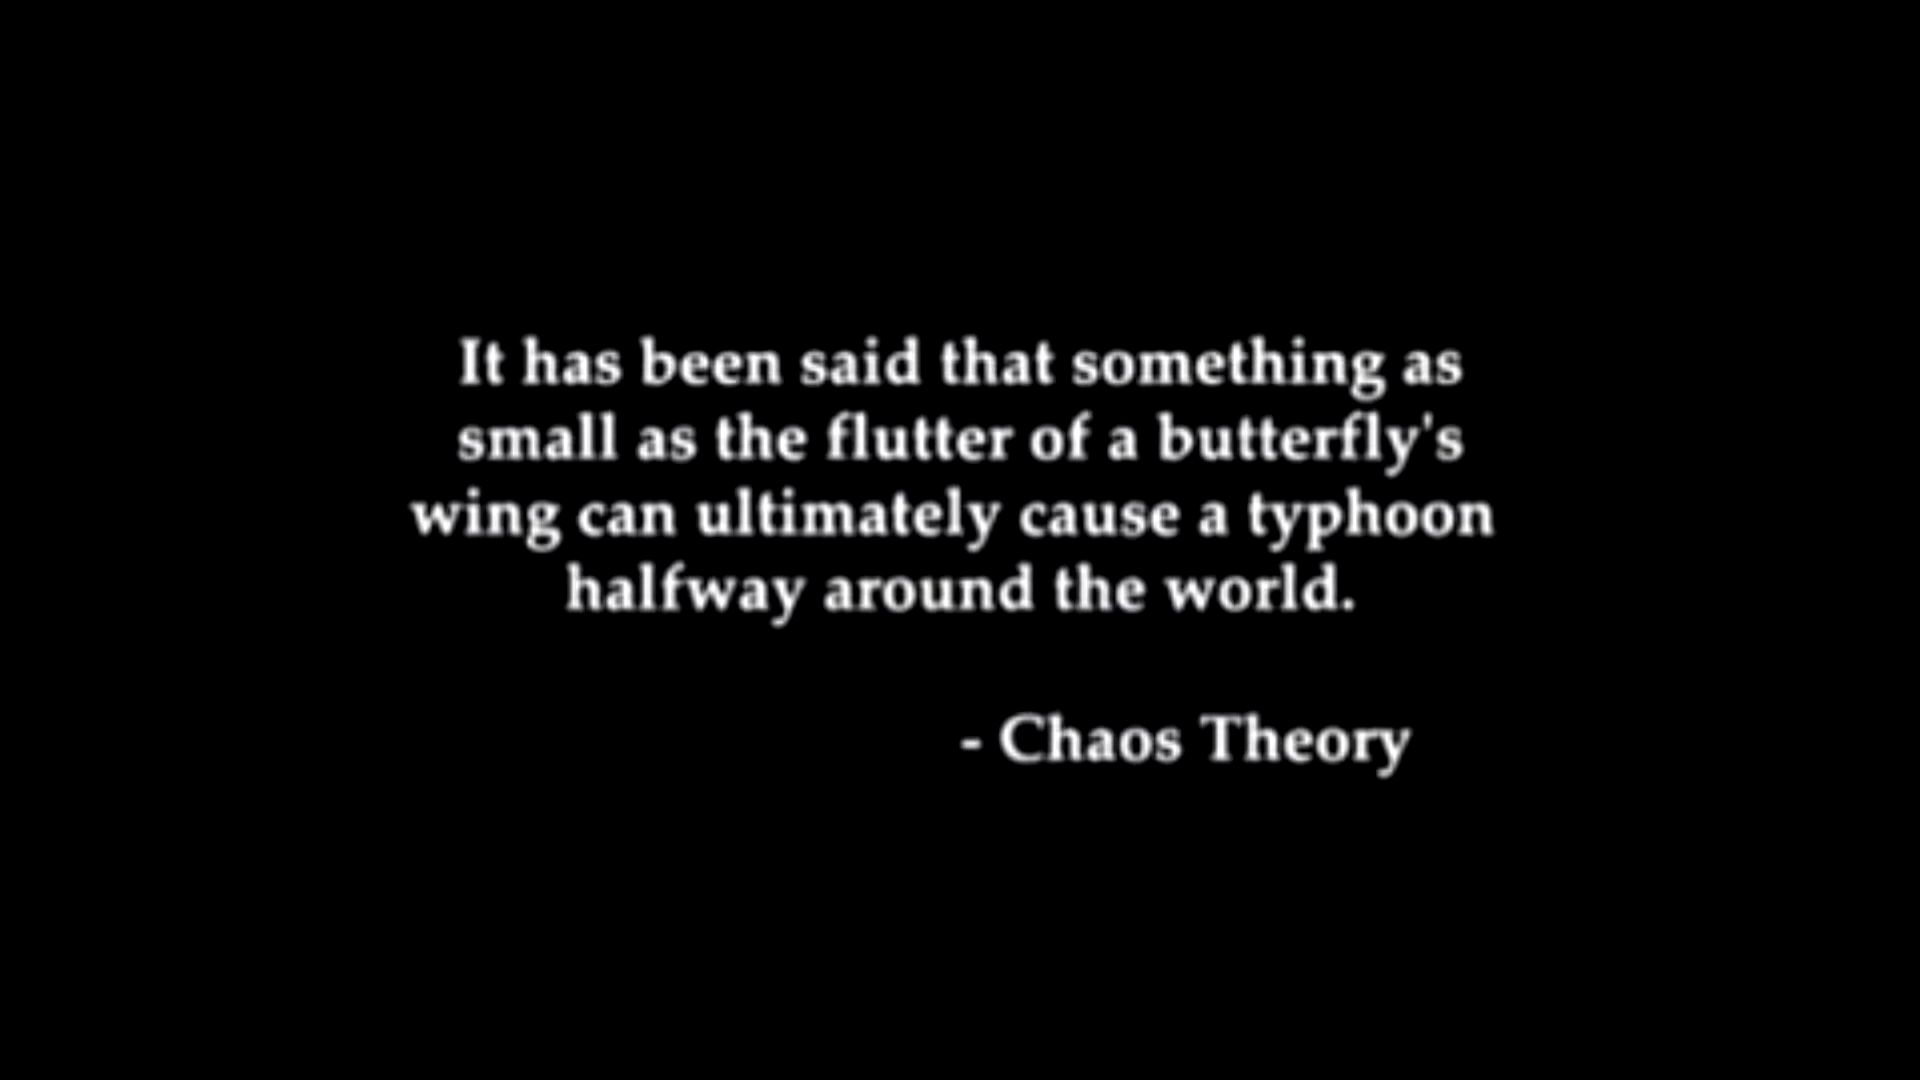 It has been said that something as
small as the flutter of a butterfly's
wing can ultimately cause a typhoon
halfway around the world.
- Chaos Theory